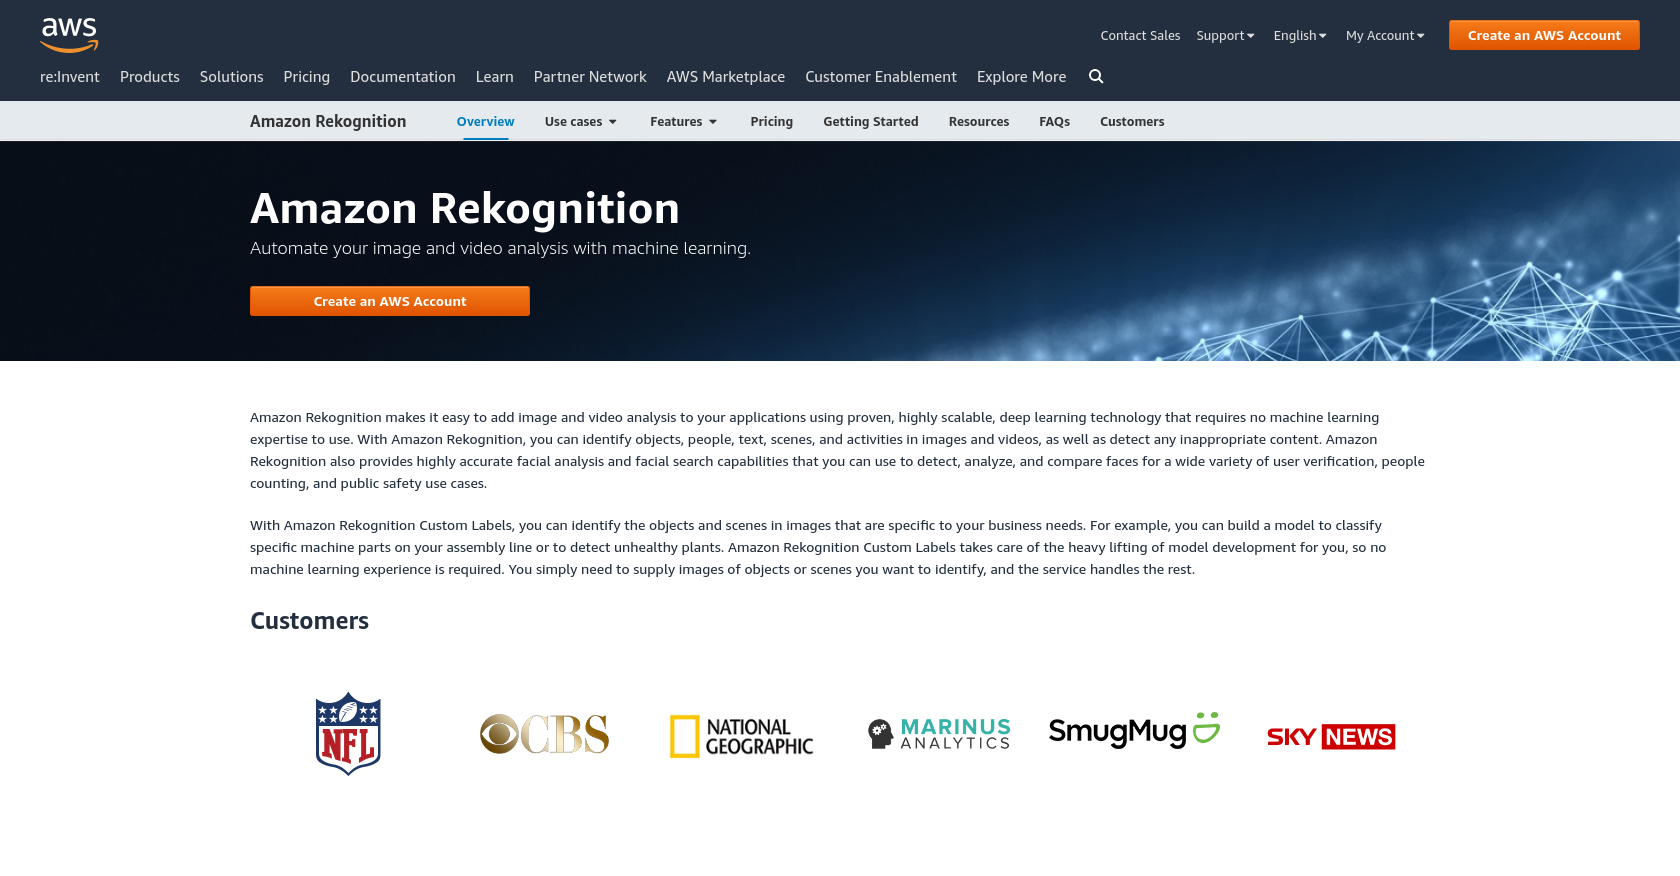 aws
Contact Sales Support English My Account Create an AWS Account
re:Invent Products Solutions Pricing Documentation Learn Partner Network AWS Marketplace Customer Enablement Explore More
Amazon Rekognition Overview Use cases Features Pricing Getting Started Resources FAQs Customers
Amazon Rekognition
Automate your image and video analysis with machine learning.
Create an AWS Account
Amazon Rekognition makes it easy to add image and video analysis to your applications using proven, highly scalable, deep learning technology that requires no machine learning
expertise to use. With Amazon Rekognition, you can identify objects, people, text, scenes, and activities in images and videos, as well as detect any inappropriate content. Amazon
Rekognition also provides highly accurate facial analysis and facial search capabilities that you can use to detect, analyze, and compare faces for a wide variety of user verification, people
counting, and public safety use cases.
With Amazon Rekognition Custom Labels, you can identify the objects and scenes in images that are specific to your business needs. For example, you can build a model to classify
specific machine parts on your assembly line or to detect unhealthy plants. Amazon Rekognition Custom Labels takes care of the heavy lifting of model development for you, so no
machine learning experience is required. You simply need to supply images of objects or scenes you want to identify, and the service handles the rest.
Customers
NFL
CBS
NATIONAL
GEOGRAPHIC
MARINUS
ANALYTICS
SmugMug
SKY NEWS